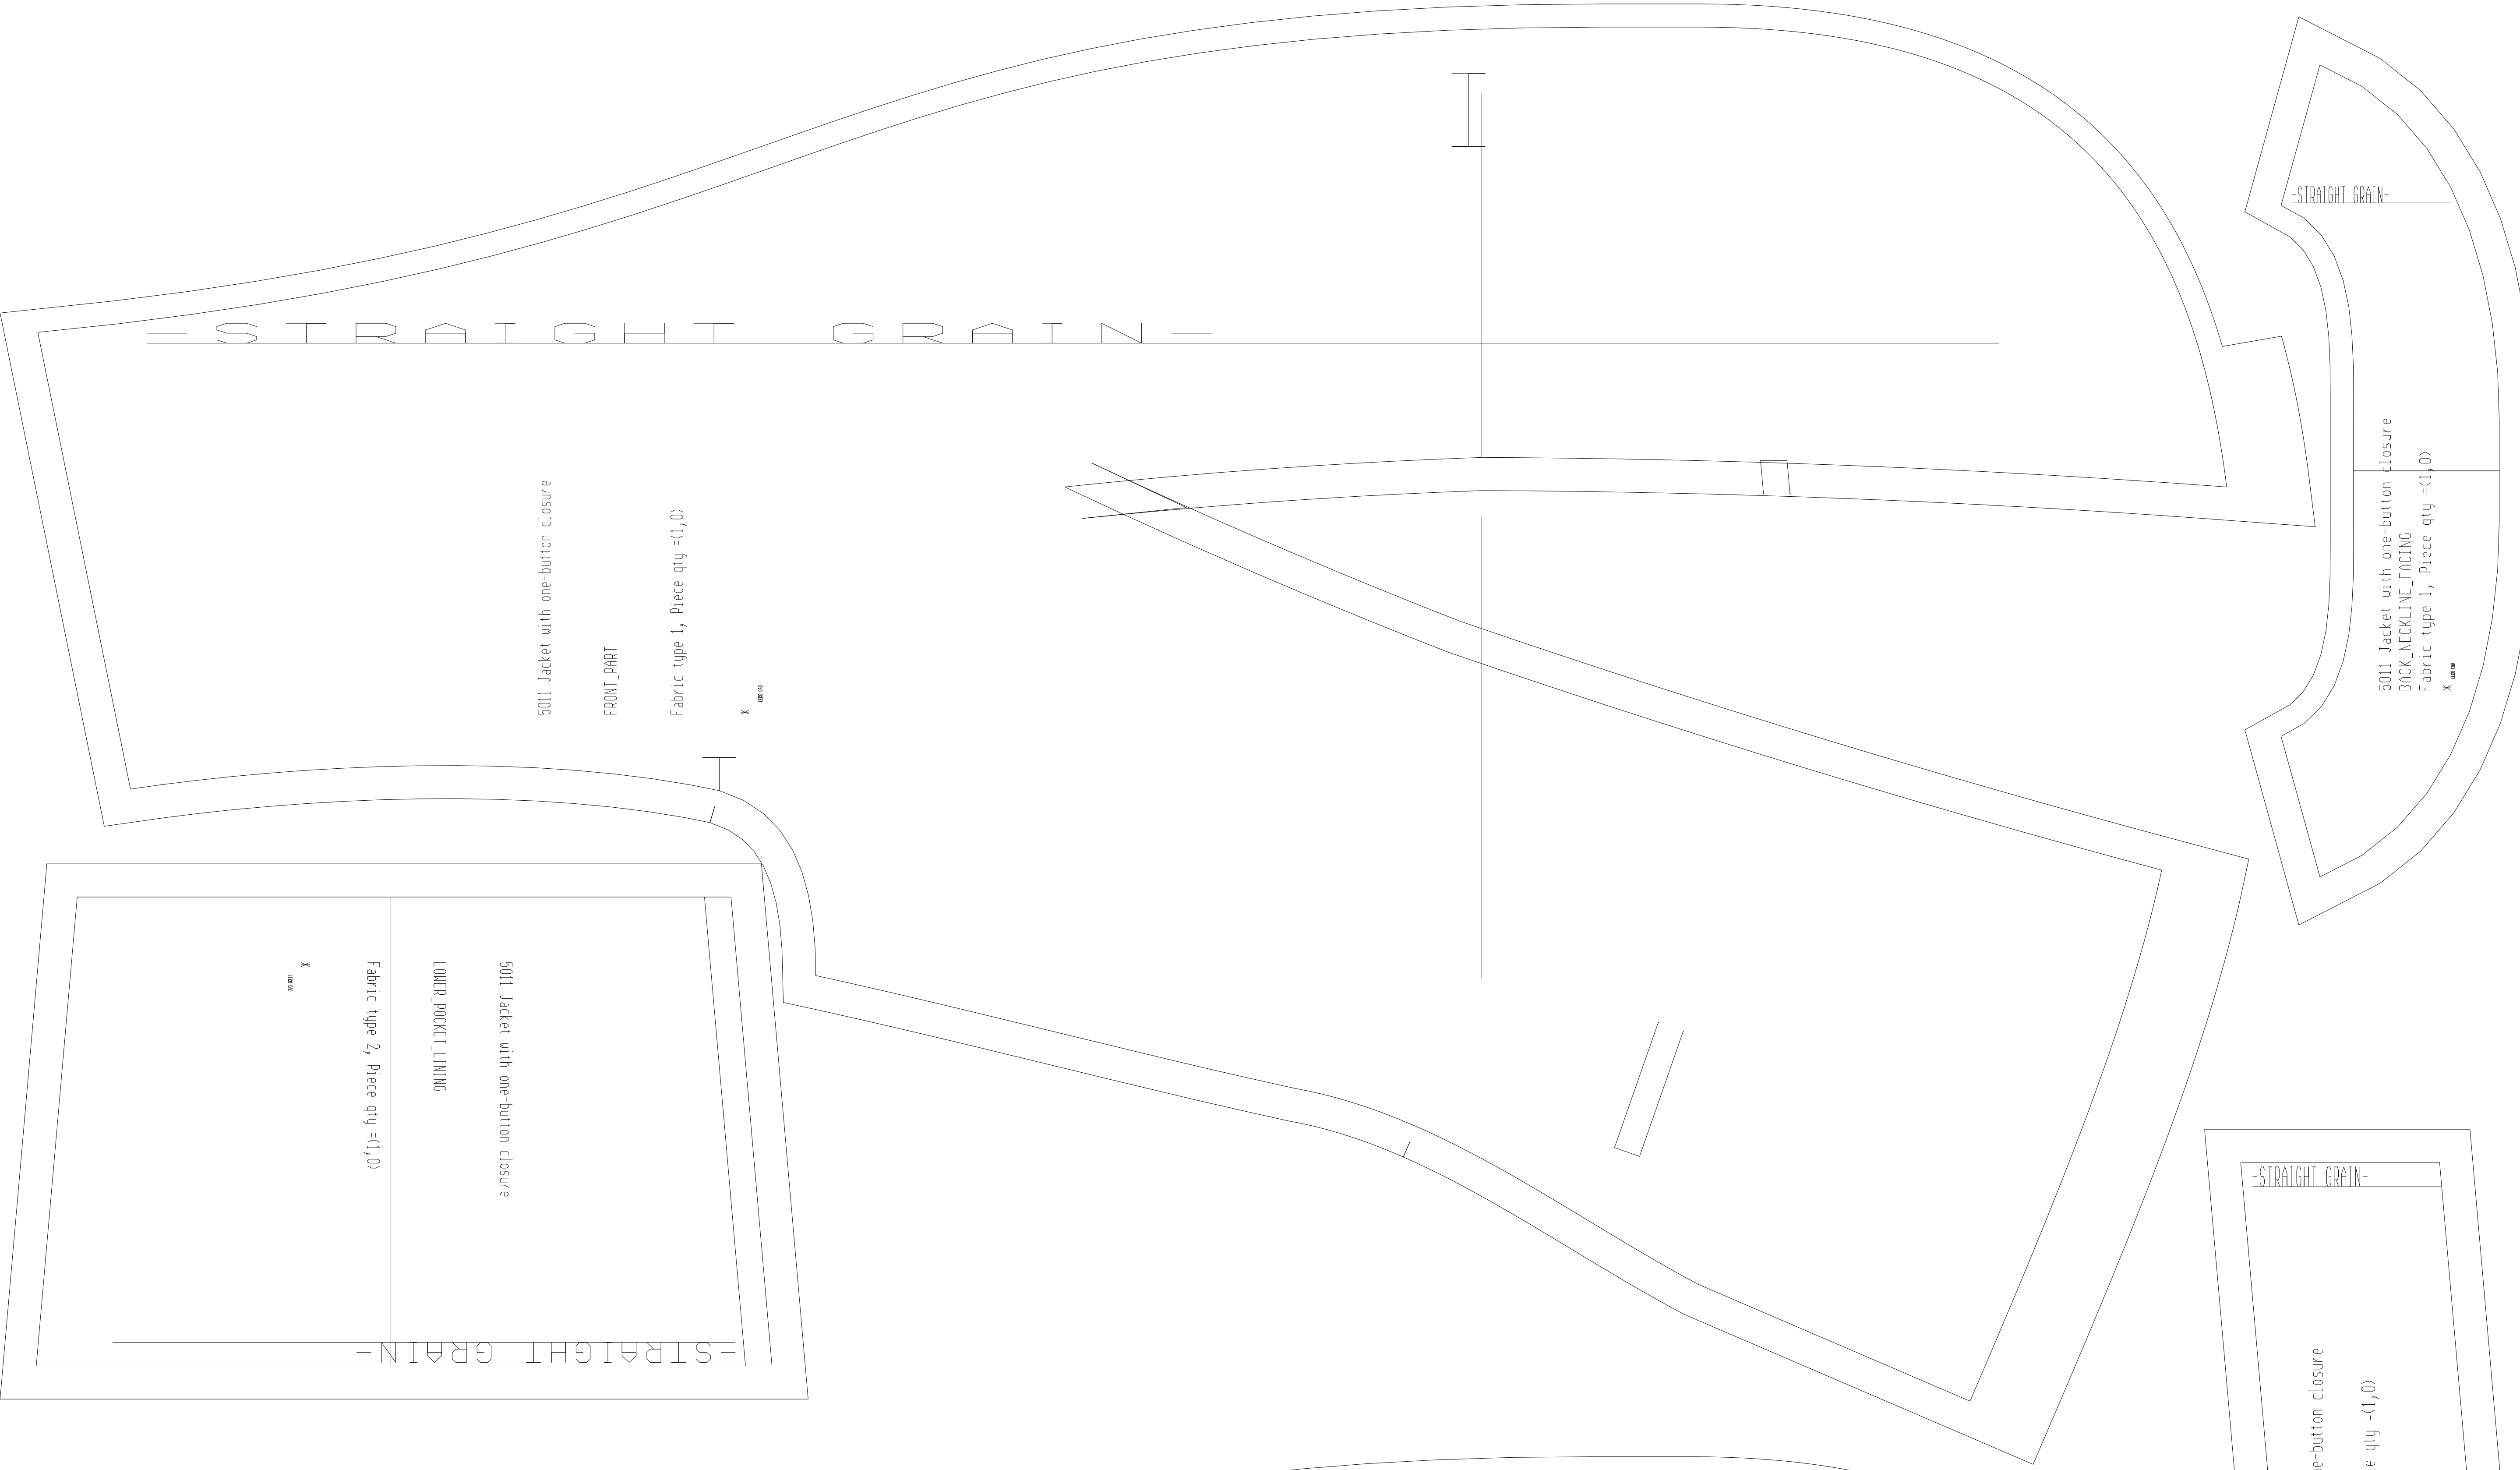 -STRAIGHT GRAIN-
5011 Jacket with one-button closure
FRONT_PART
Fabric type 1, Piece qty =(1,0)
-STRAIGHT GRAIN-
5011 Jacket with one-button closure
BACK_NECKLINE_FACING
Fabric type 1, Piece qty =(1,0)
5011 Jacket with one-button closure
LOWER_POCKET_LINING
Fabric type 2, Piece qty =(1,0)
-STRAIGHT GRAIN-
-STRAIGHT GRAIN-
e-button closure
qty =(1,0)